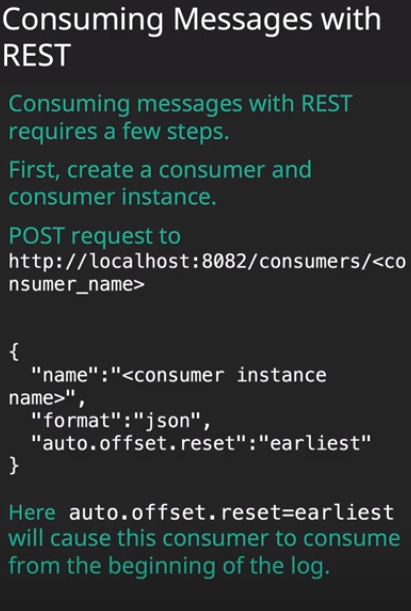 Consuming Messages with
REST
Consuming messages with REST
requires a few steps.
First, create a consumer and
consumer instance.
POST request to
http://localhost:8082/consumers/<co
nsumer_name>
{
"name":"<consumer instance
name>",
"format":"json",
"auto.offset.reset":"earliest"
}
Here auto.offset.reset=earliest
will cause this consumer to consume
from the beginning of the log.